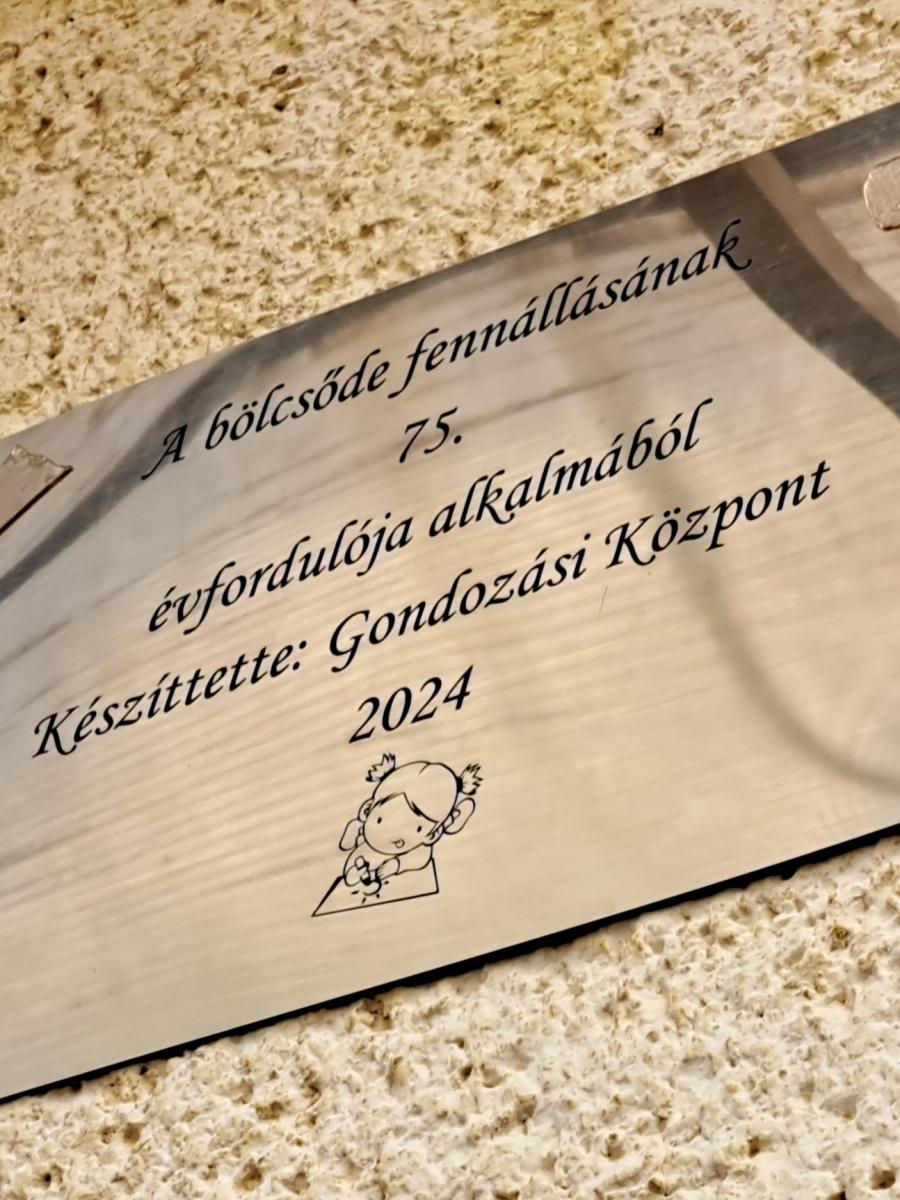 A bölcsőde fennállásának
75.
évfordulója alkalmából
Készíttette: Gondozási Központ
2024